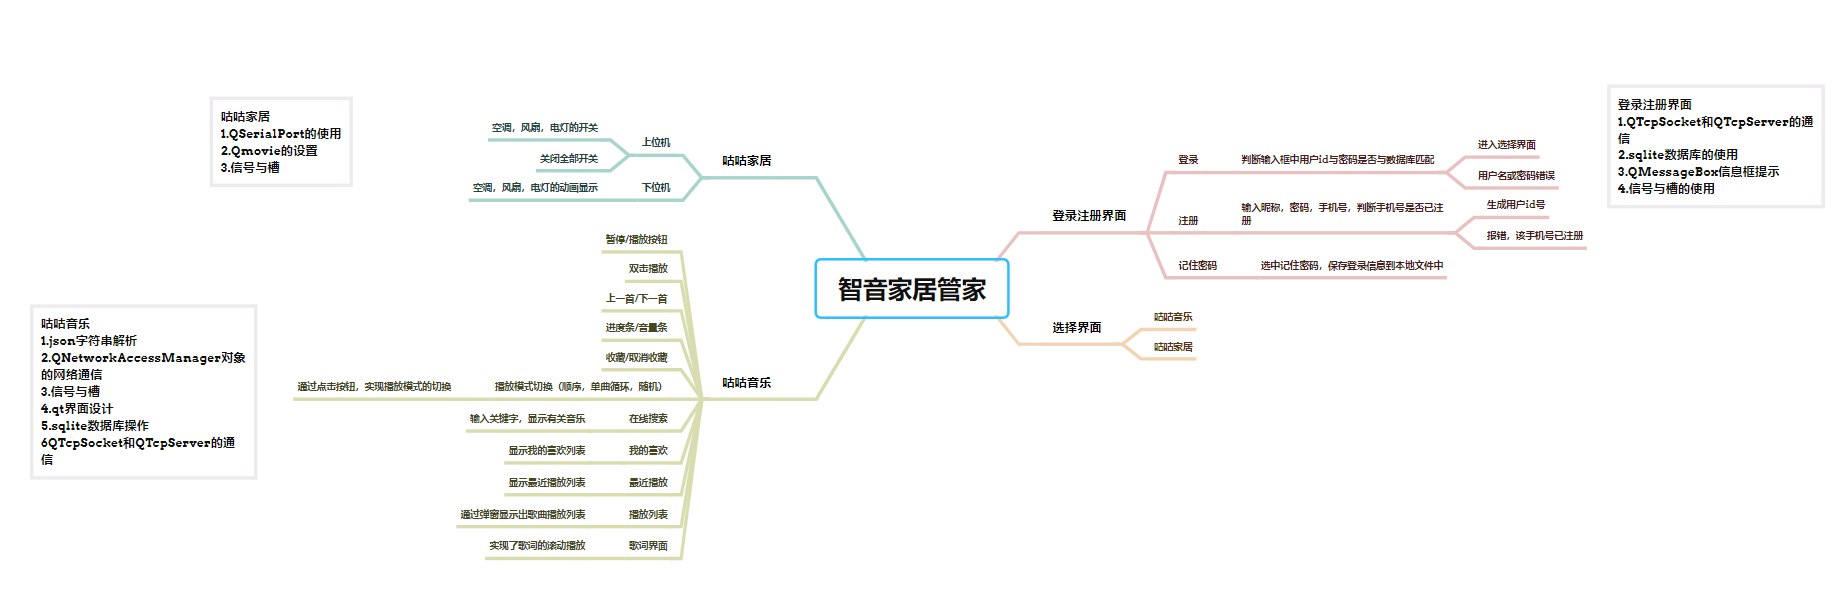 咕咕家居
1.QSerialPort的使用
2.Qmovie的设置
3.信号与槽
咕咕音乐
1.json字符串解析
2.QNetworkAccessManager对象
的网络通信
3.信号与槽
4.qt界面设计
5.sqlite数据库操作
6QTcpSocket和QTcpServer的通
信
空调，风扇，电灯的开关
关闭全部开关
上位机
空调，风扇，电灯的动画显示
下位机
咕咕家居
暂停/播放按钮
双击播放
上一首/下一首
进度条/音量条
收藏/取消收藏
通过点击按钮，实现播放模式的切换
播放模式切换（顺序，单曲循环，随机）
输入关键字，显示有关音乐
在线搜索
显示我的喜欢列表
我的喜欢
显示最近播放列表
最近播放
通过弹窗显示出歌曲播放列表
播放列表
实现了歌词的滚动播放
歌词界面
咕咕音乐
智音家居管家
登录注册界面
登录
判断输入框中用户id与密码是否与数据库匹配
进入选择界面
用户名或密码错误
注册
输入昵称，密码，手机号，判断手机号是否已注
册
生成用户id号
报错，该手机号已注册
记住密码
选中记住密码，保存登录信息到本地文件中
选择界面
咕咕音乐
咕咕家居
登录注册界面
1.QTcpSocket和QTcpServer的通
信
2.sqlite数据库的使用
3.QMessageBox信息框提示
4.信号与槽的使用